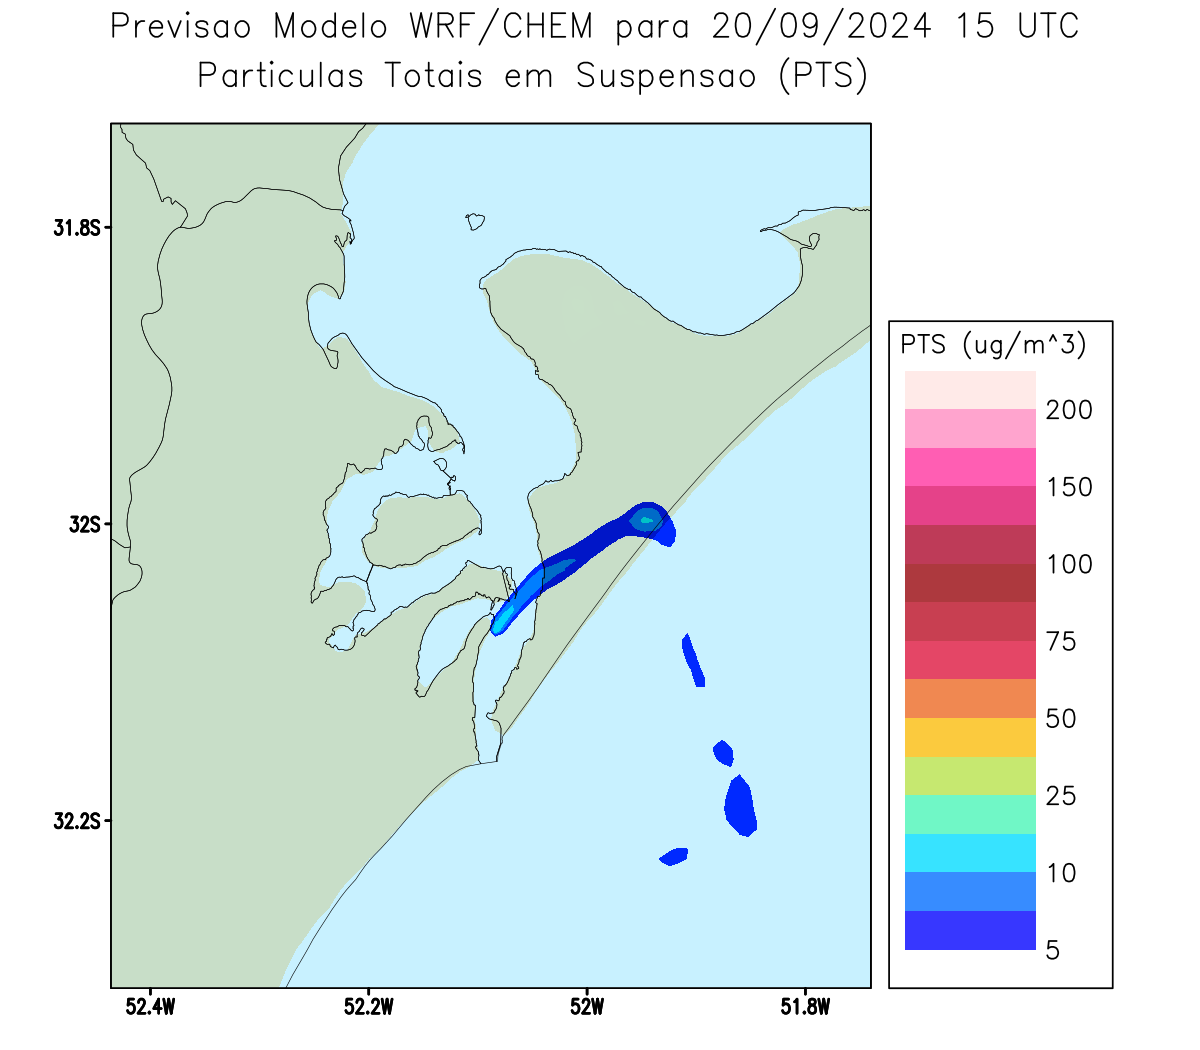 Previsao Modelo WRF/CHEM para 20/09/2024 15 UTC
Particulas Totais em Suspensao (PTS)
31.8S
32S
32.2S
52.4W
52.2W
52W
51.8W
PTS (ug/m^3)
200
150
100
75
50
25
10
5